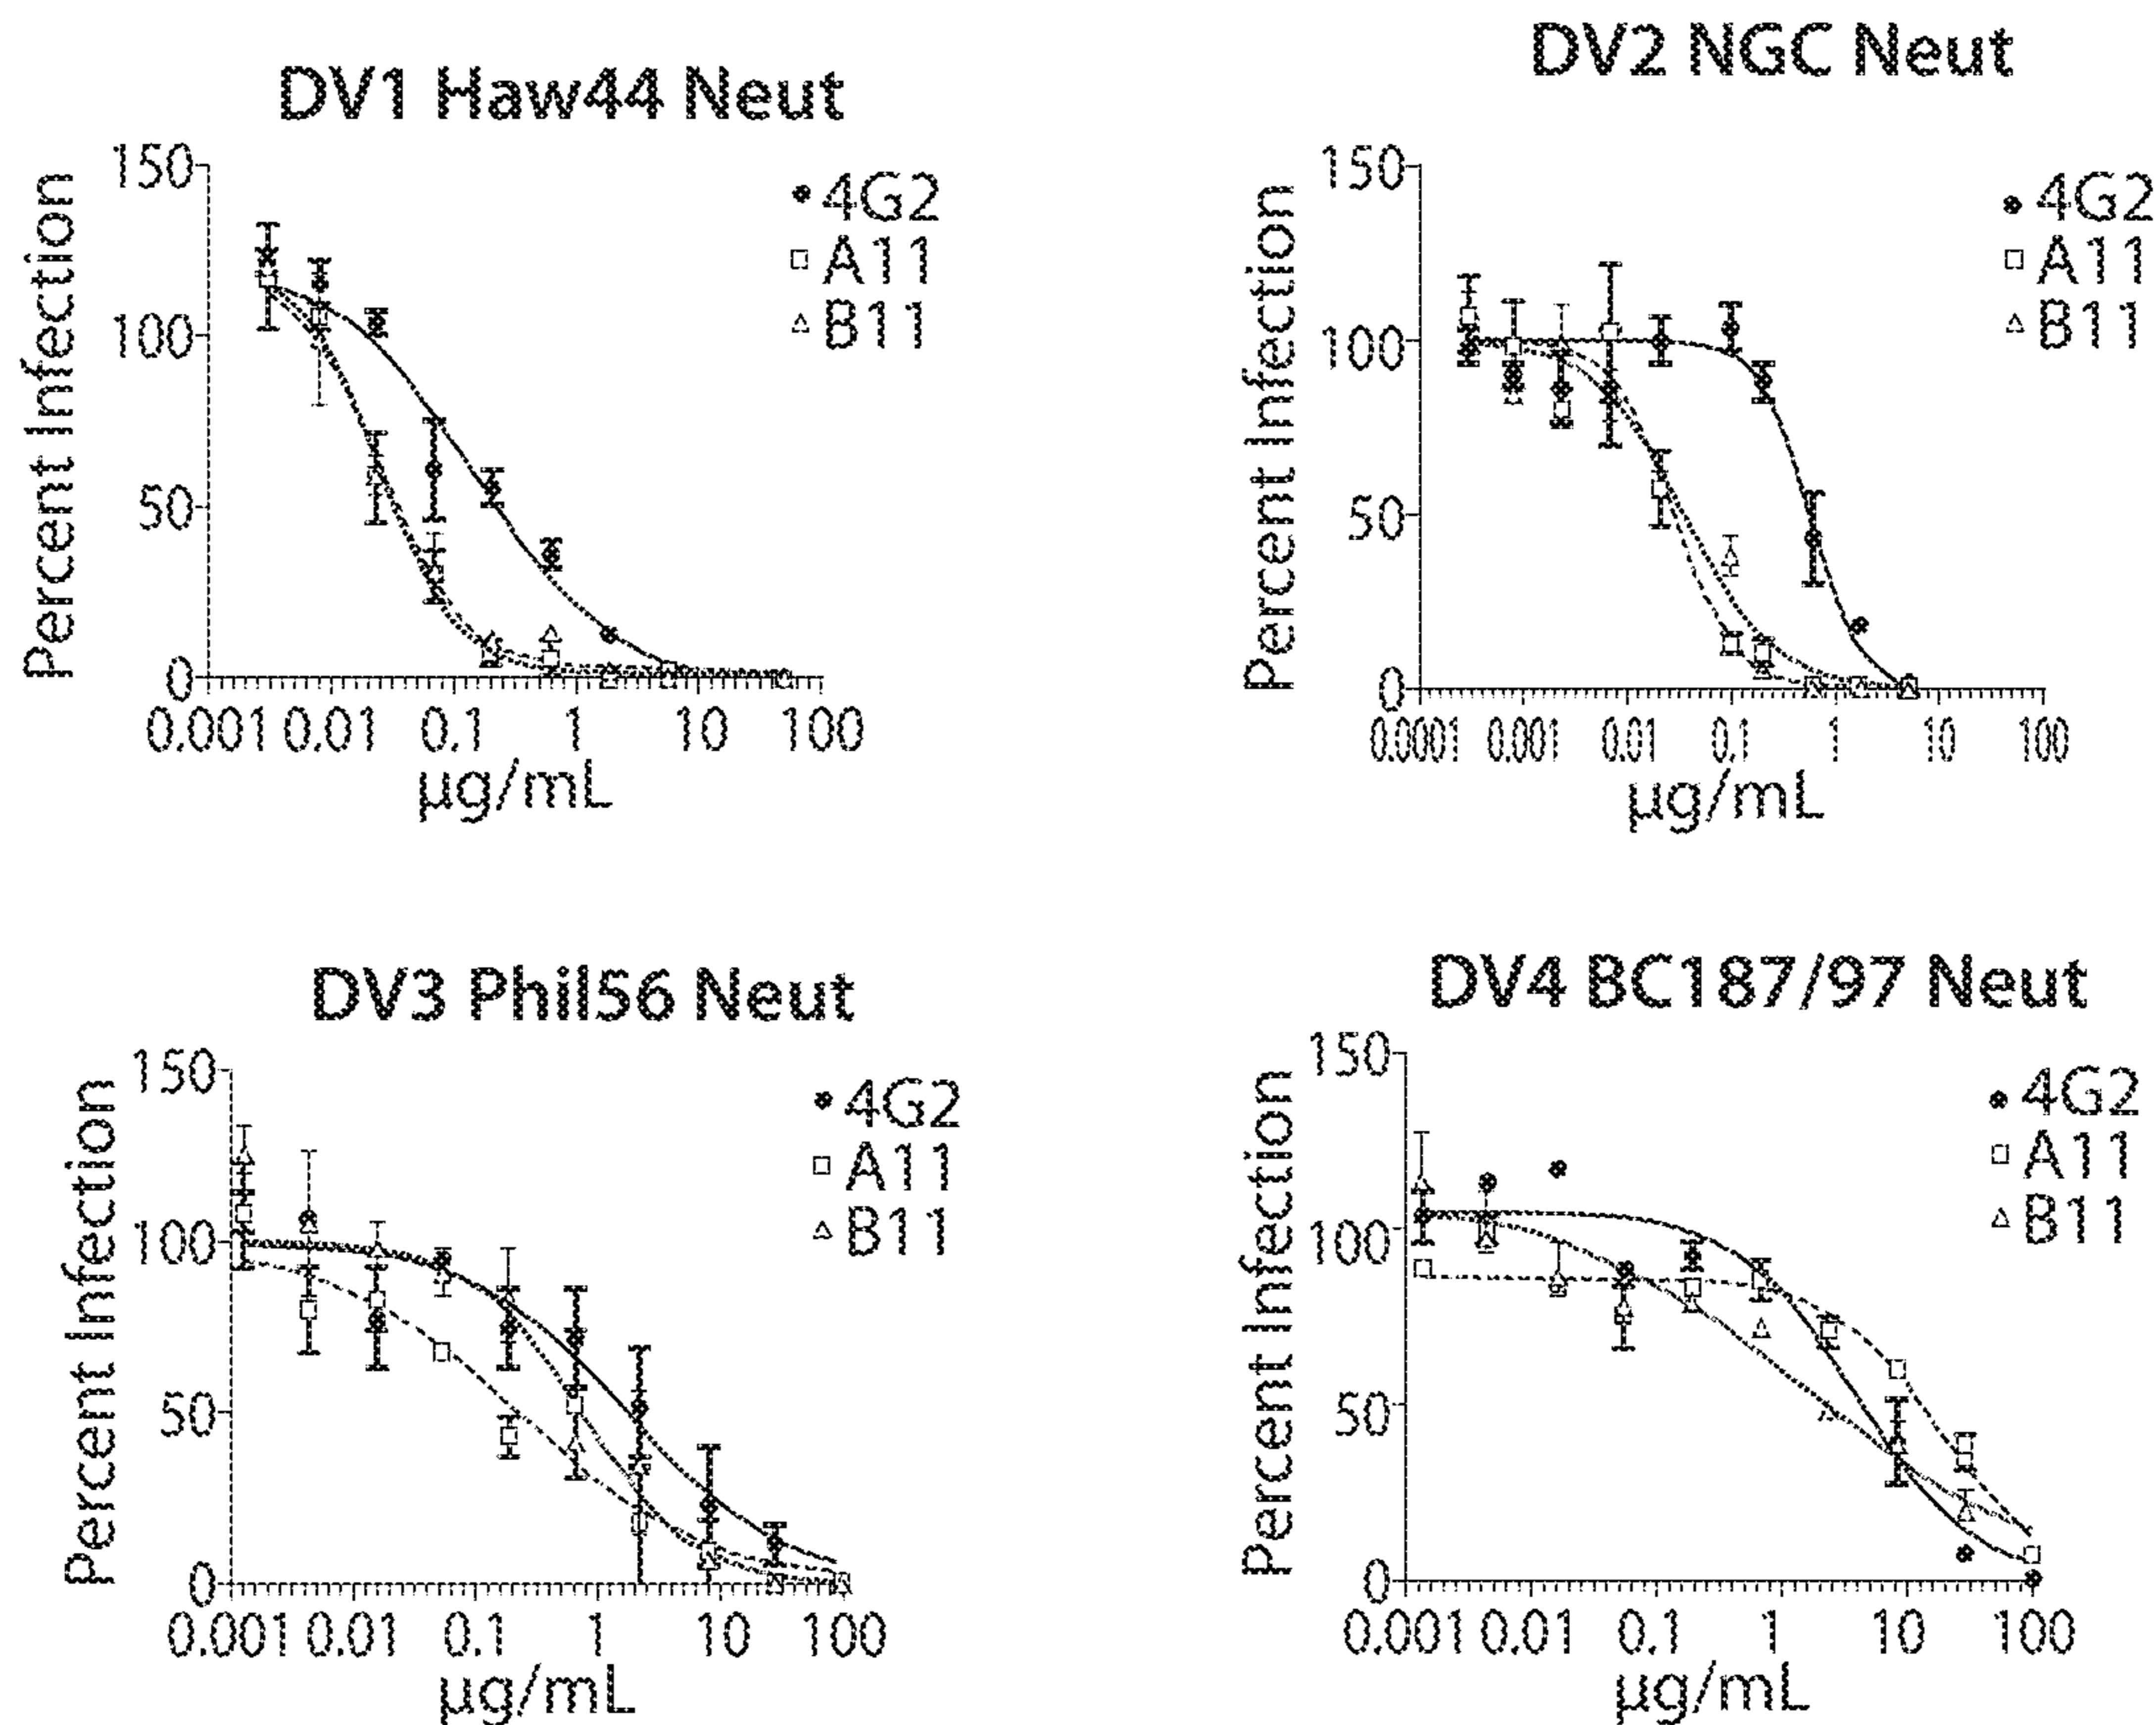 DV1 Haw44 Neut
Percent Infection
150
100
50
0
0.001 0.01 0.1 1 10 100
µg/mL
4G2
A11
B11
DV2 NGC Neut
Percent Infection
150
100
50
0
0.0001 0.001 0.01 0.1 1 10 100
µg/mL
4G2
A11
B11
DV3 Phil56 Neut
Percent Infection
150
100
50
0
0.001 0.01 0.1 1 10 100
µg/mL
4G2
A11
B11
DV4 BC187/97 Neut
Percent Infection
150
100
50
0
0.001 0.01 0.1 1 10 100
µg/mL
4G2
A11
B11